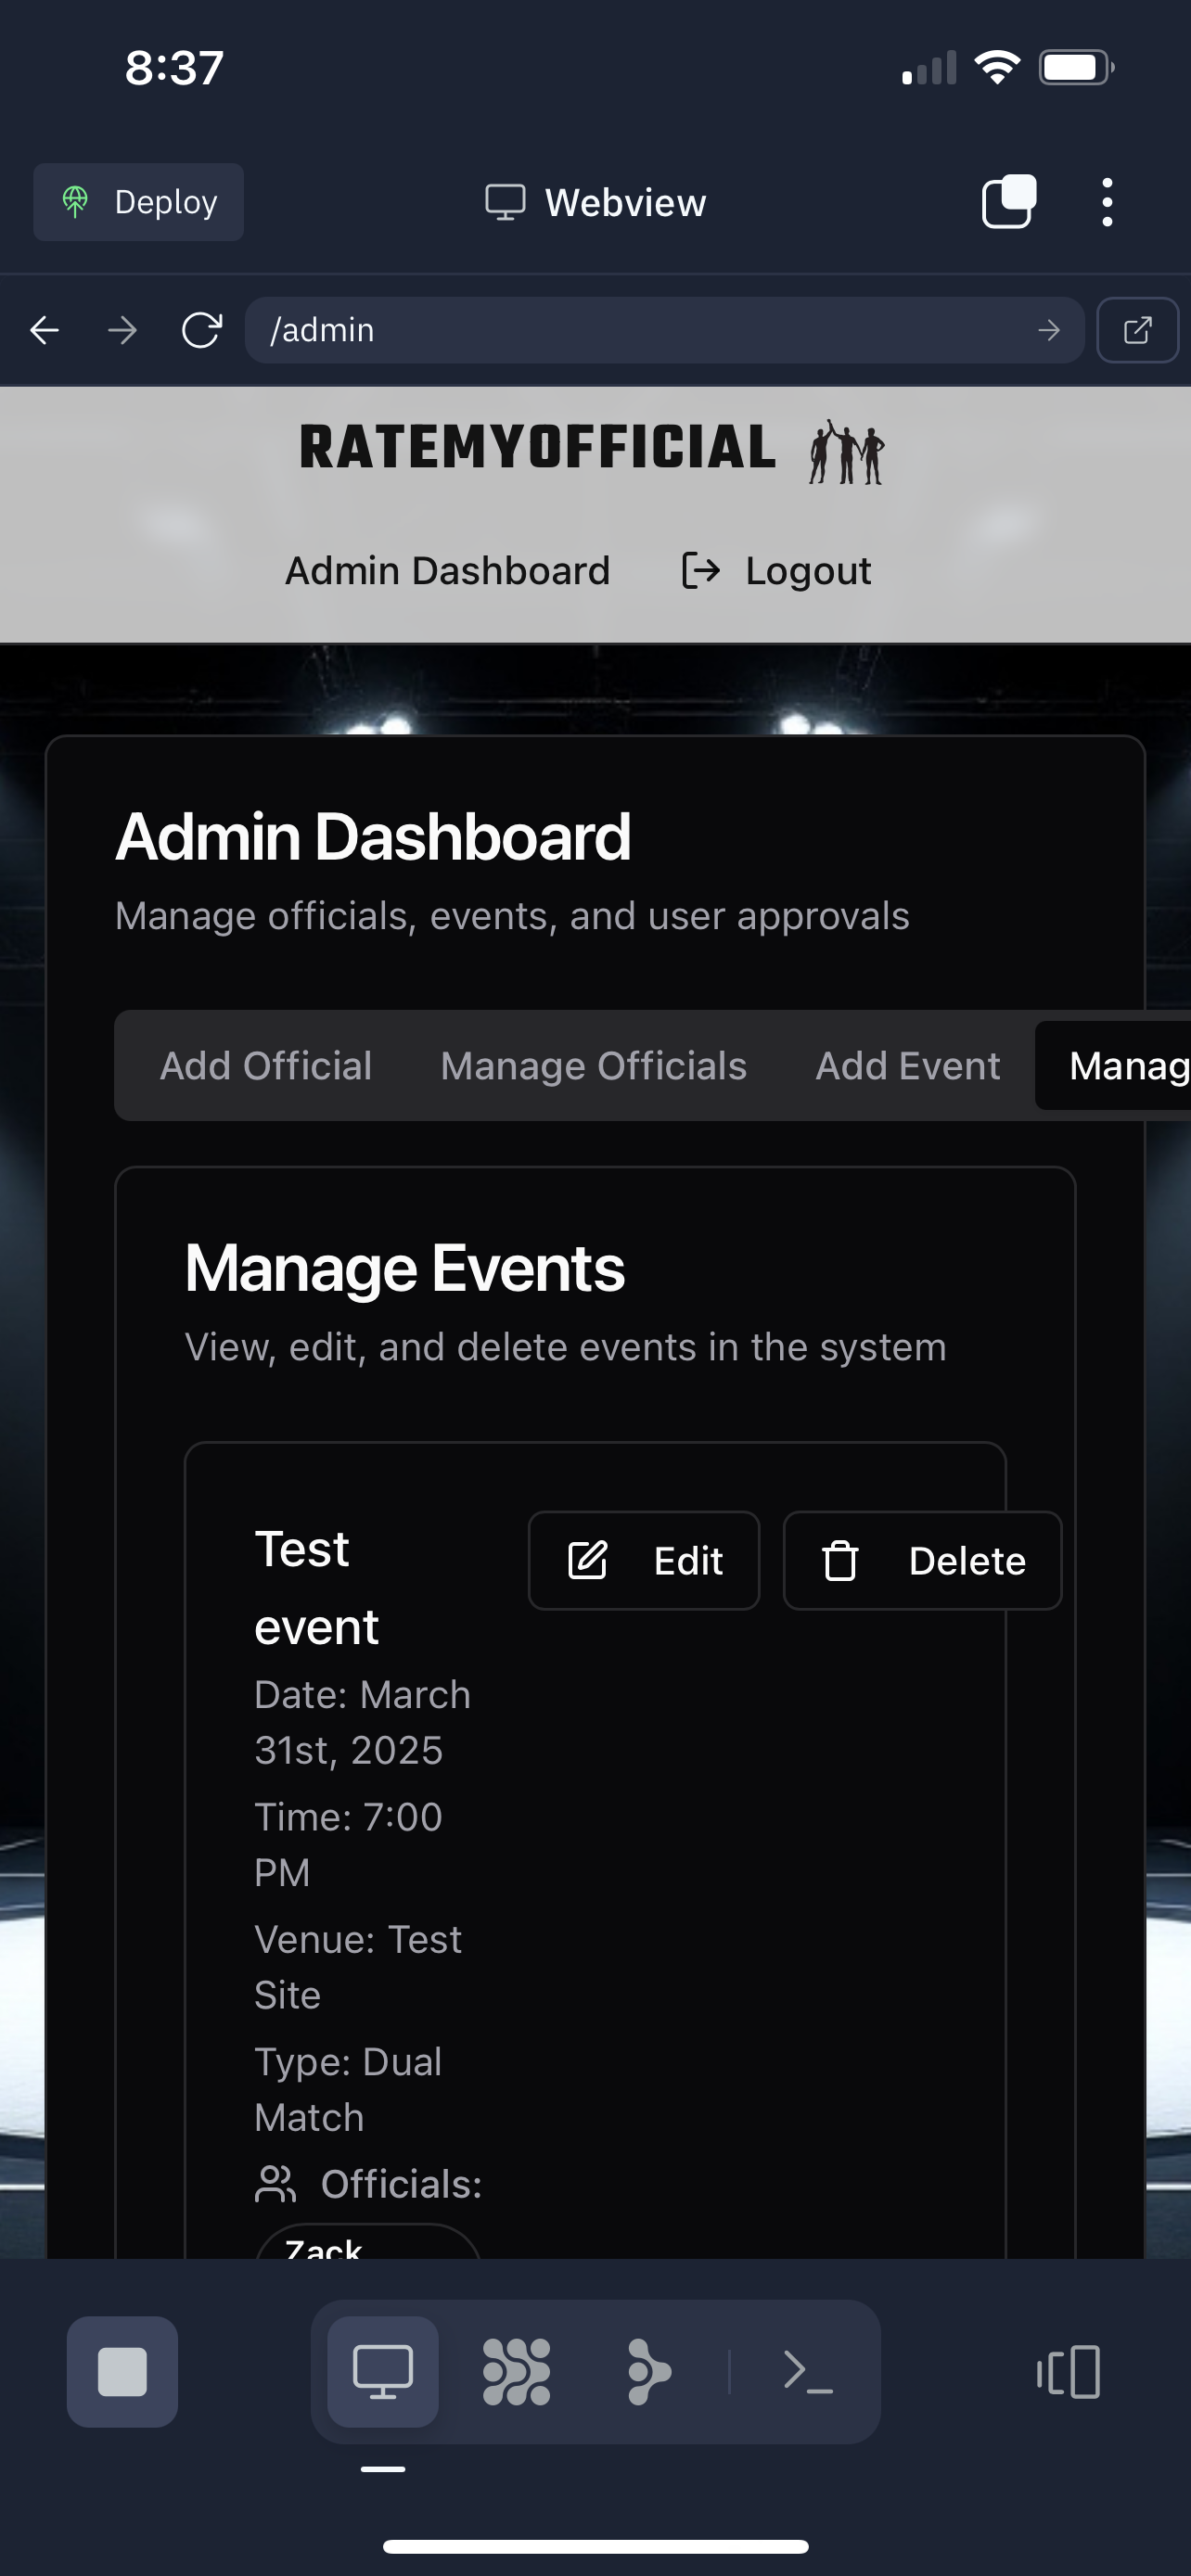 8:37
Deploy
Webview
/admin
RATEMYOFFICIAL
Admin Dashboard Logout
Admin Dashboard
Manage officials, events, and user approvals
Add Official Manage Officials Add Event Manag
Manage Events
View, edit, and delete events in the system
Test
event
Edit Delete
Date: March
31st, 2025
Time: 7:00
PM
Venue: Test
Site
Type: Dual
Match
Officials:
Zack